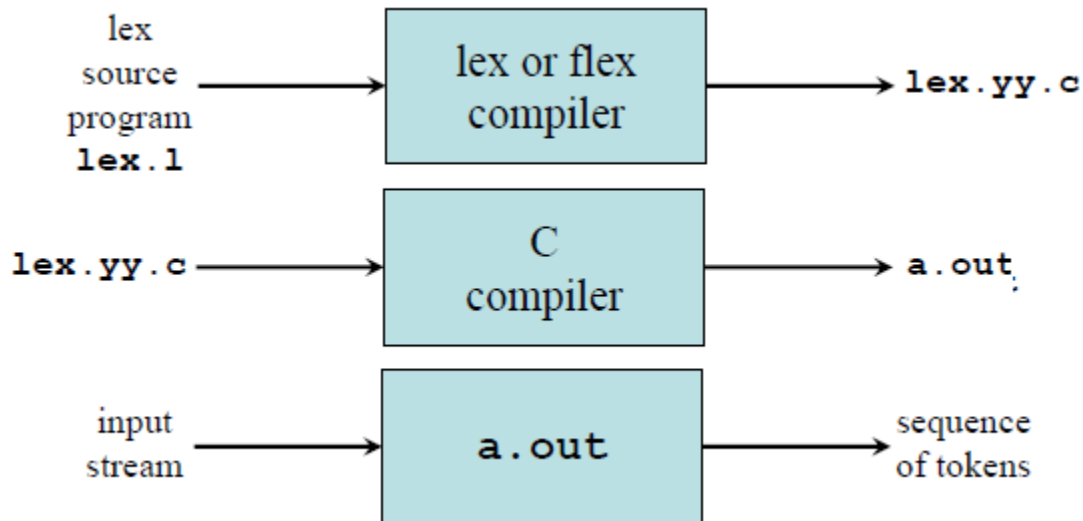 lex
source
program
lex.l
lex or flex
compiler
lex.yy.c
lex.yy.c
C
compiler
a.out
input
stream
a.out
sequence
of tokens